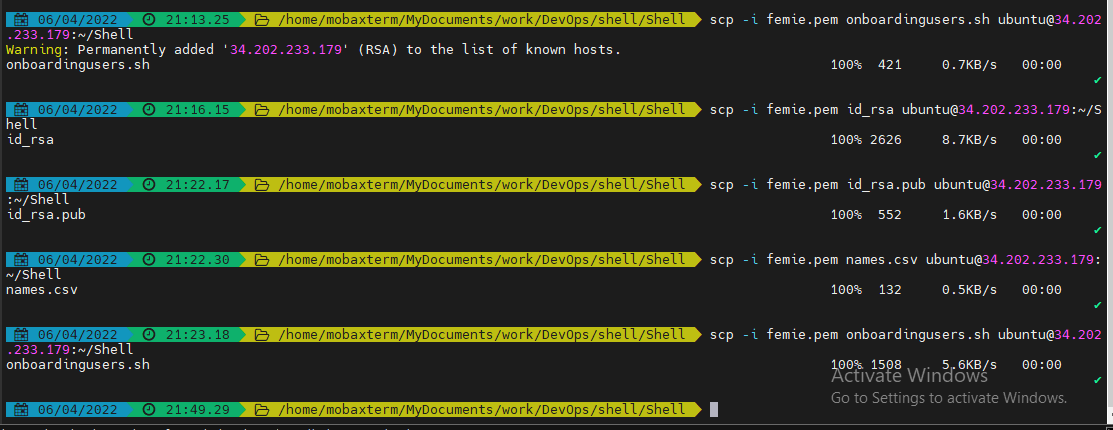 06/04/2022 21:13.25 /home/mobaxterm/MyDocuments/work/DevOps/shell/Shell scp -i femie.pem onboardingusers.sh ubuntu@34.202
.233.179:~/Shell
Warning: Permanently added '34.202.233.179' (RSA) to the list of known hosts.
onboardingusers.sh 100% 421 0.7KB/s 00:00
✔
06/04/2022 21:16.15 /home/mobaxterm/MyDocuments/work/DevOps/shell/Shell scp -i femie.pem id_rsa ubuntu@34.202.233.179:~/S
hell
id_rsa 100% 2626 8.7KB/s 00:00
✔
06/04/2022 21:22.17 /home/mobaxterm/MyDocuments/work/DevOps/shell/Shell scp -i femie.pem id_rsa.pub ubuntu@34.202.233.179
:~/Shell
id_rsa.pub 100% 552 1.6KB/s 00:00
✔
06/04/2022 21:22.30 /home/mobaxterm/MyDocuments/work/DevOps/shell/Shell scp -i femie.pem names.csv ubuntu@34.202.233.179:
~/Shell
names.csv 100% 132 0.5KB/s 00:00
✔
06/04/2022 21:23.18 /home/mobaxterm/MyDocuments/work/DevOps/shell/Shell scp -i femie.pem onboardingusers.sh ubuntu@34.202
.233.179:~/Shell
onboardingusers.sh 100% 1508 5.6KB/s 00:00
✔
Activate Windows
Go to Settings to activate Windows.
06/04/2022 21:49.29 /home/mobaxterm/MyDocuments/work/DevOps/shell/Shell